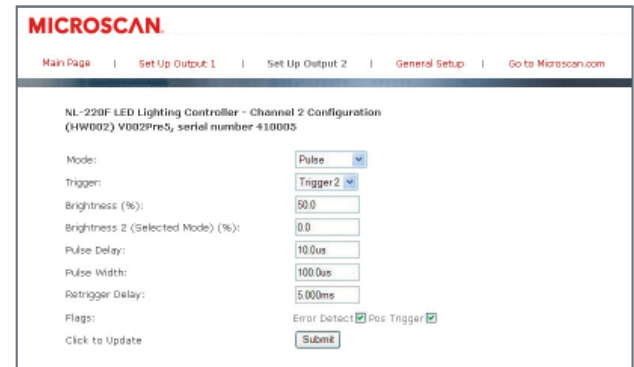 MICROSCAN.
Main Page | Set Up Output 1 | Set Up Output 2 | General Setup | Go to Microscan.com
NL-220F LED Lighting Controller - Channel 2 Configuration
(HW002) V002Pre5, serial number 410005
Mode: Pulse
Trigger: Trigger2
Brightness (%): 50.0
Brightness 2 (Selected Mode) (%): 0.0
Pulse Delay: 10.0us
Pulse Width: 100.0us
Retrigger Delay: 5.000ms
Flags: Error Detect Pos Trigger
Click to Update Submit